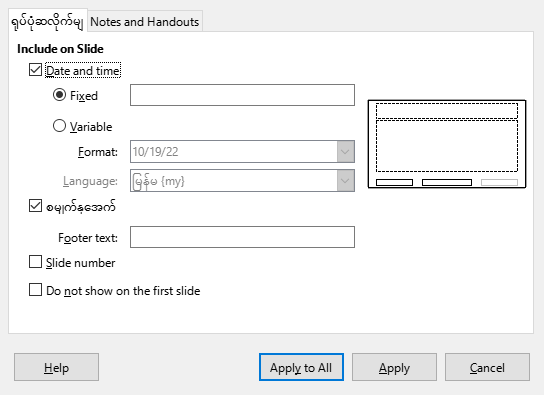 ရုပ်ပုံဆလိုက်မျ Notes and Handouts
Include on Slide
Date and time
Fixed
Variable
Format: 10/19/22
Language: မြန်မ {my}
စမျက်နှာအောက်
Footer text:
Slide number
Do not show on the first slide
Help Apply to All Apply Cancel